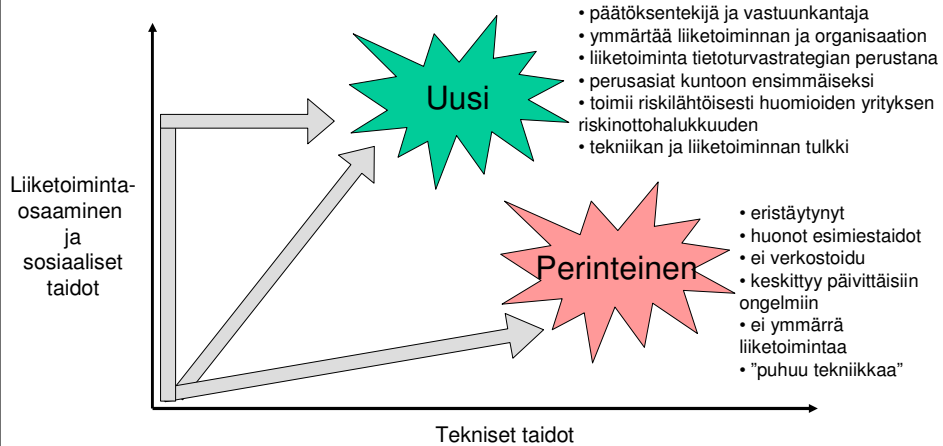 • päätöksentekijä ja vastuunkantaja
• ymmärtää liiketoiminnan ja organisaation
• liiketoiminta tietoturvastrategian perustana
• perusasiat kuntoon ensimmäiseksi
• toimii riskilähtöisesti huomioiden yrityksen
riskinottohalukkuuden
• tekniikan ja liiketoiminnan tulkki
Uusi
Liiketoiminta-
osaaminen
ja
sosiaaliset
taidot
Perinteinen
• eristäytynyt
• huonot esimiestaidot
• ei verkostoidu
• keskittyy päivittäisiin
ongelmiin
• ei ymmärrä
liiketoimintaa
• ”puhuu tekniikkaa”
Tekniset taidot